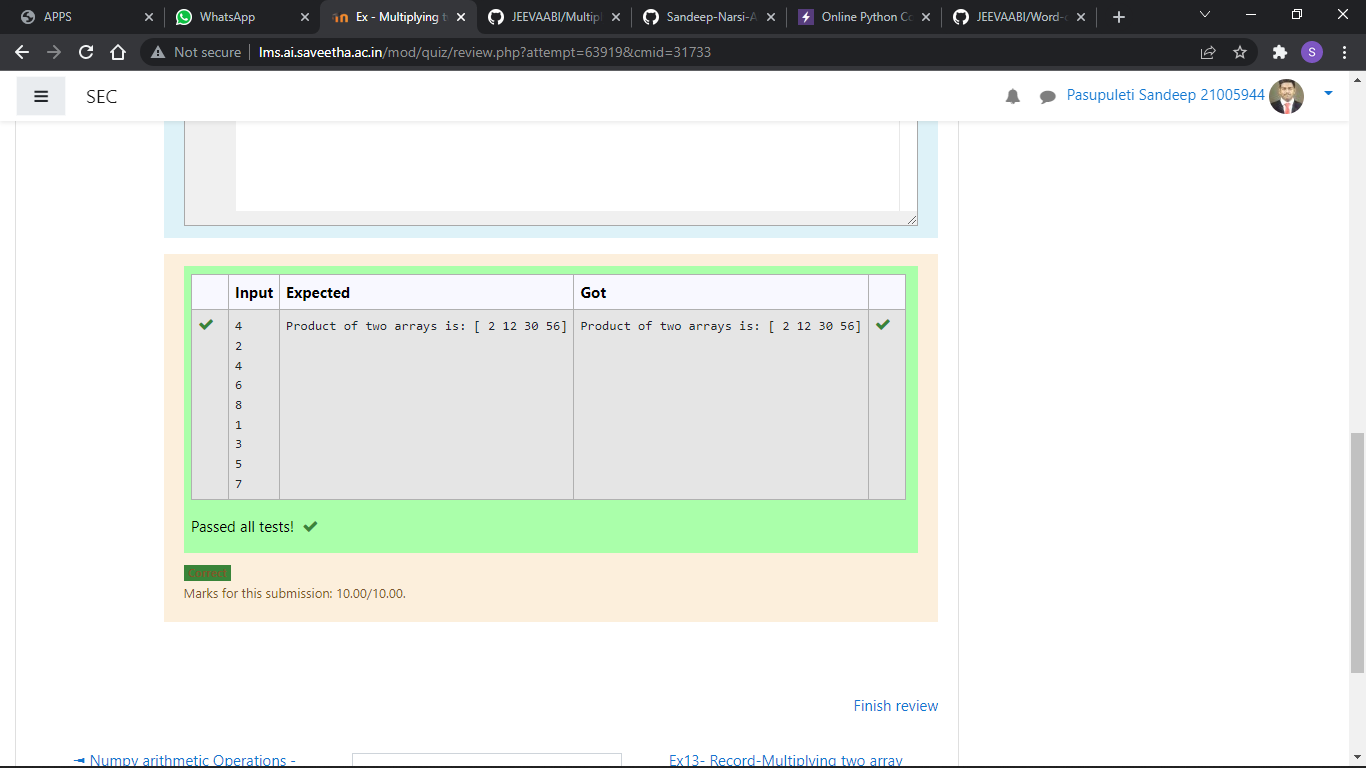 APPS
WhatsApp
Ex - Multiplying t
JEEVAABI/Multipl
Sandeep-Narsi-A
Online Python Co
JEEVAABI/Word-
Not secure lms.ai.saveetha.ac.in/mod/quiz/review.php?attempt=63919&cmid=31733
S
SEC
Pasupuleti Sandeep 21005944
Input Expected Got
4 Product of two arrays is: [ 2 12 30 56] Product of two arrays is: [ 2 12 30 56]
2
4
6
8
1
3
5
7
Passed all tests!
Correct
Marks for this submission: 10.00/10.00.
Finish review
Numpy arithmetic Operations -
Ex13- Record-Multiplying two array